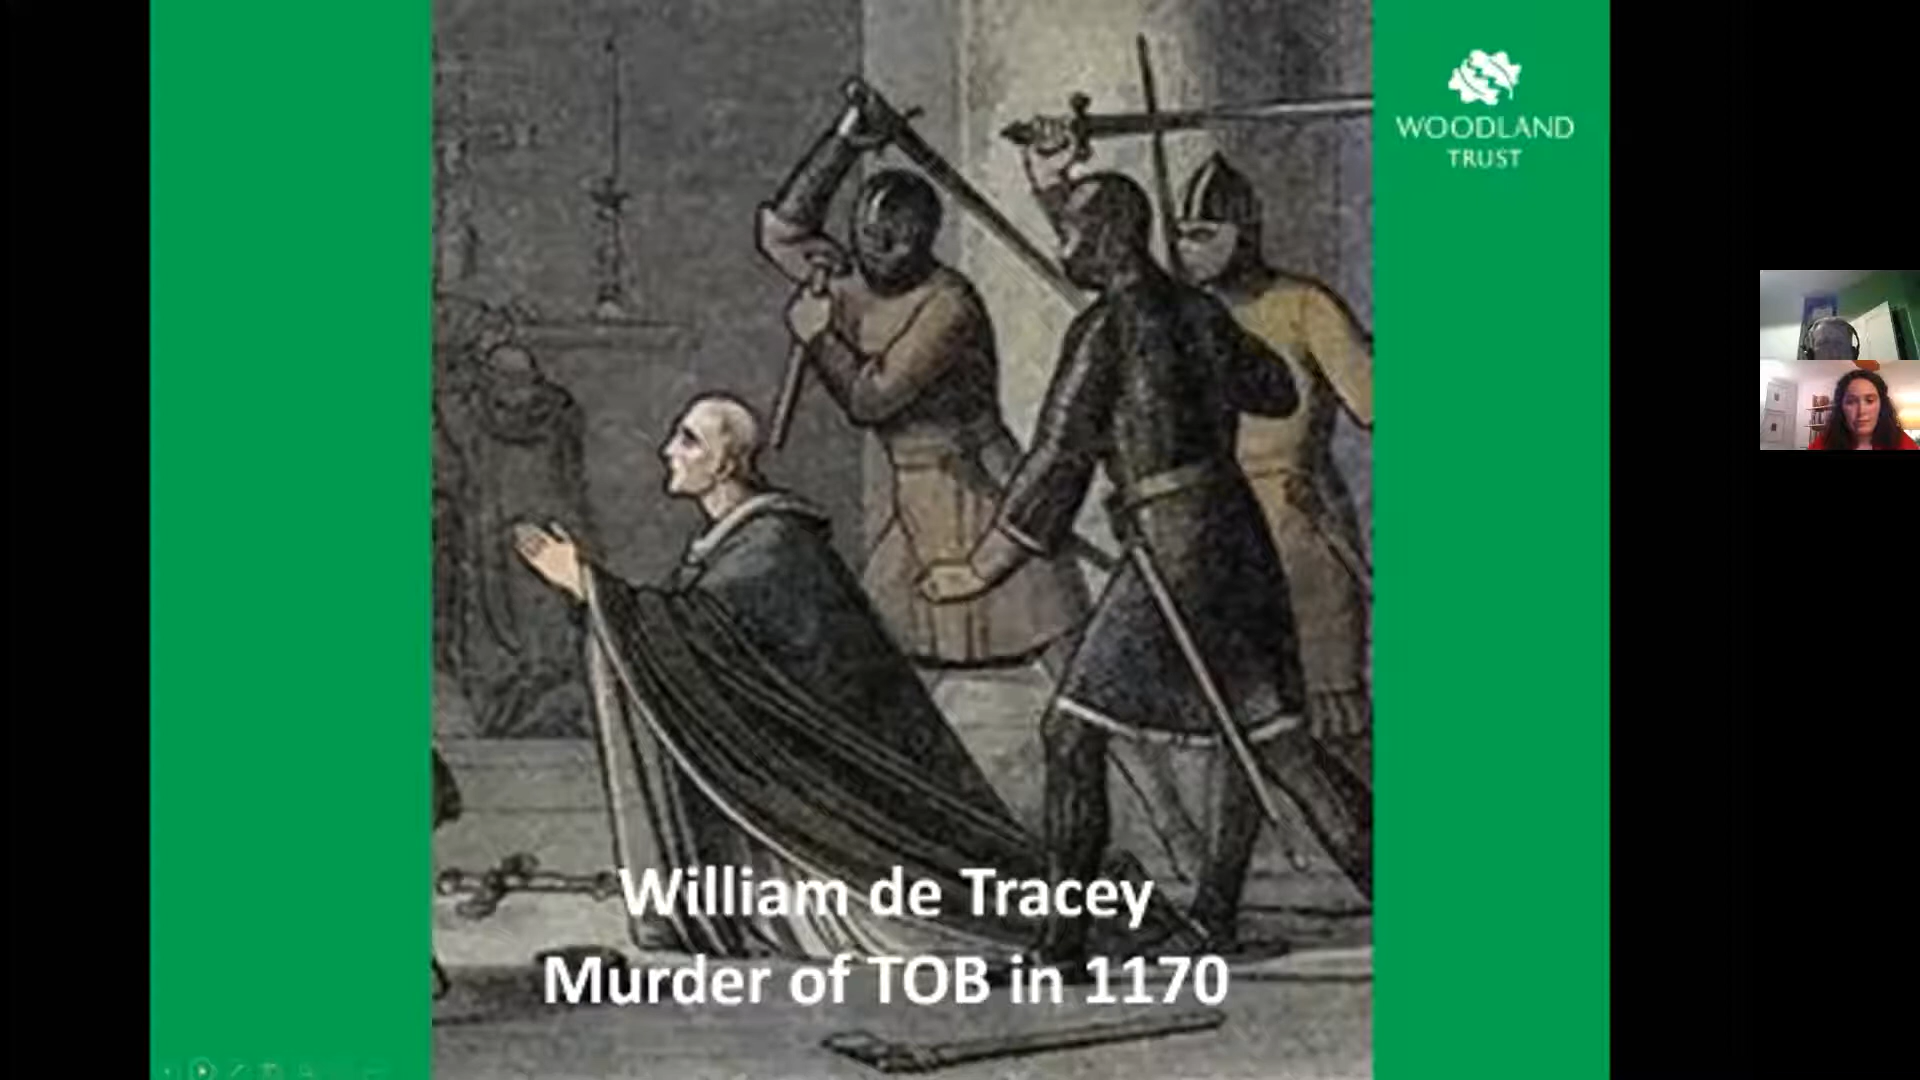 WOODLAND
TRUST
William de Tracey
Murder of TOB in 1170